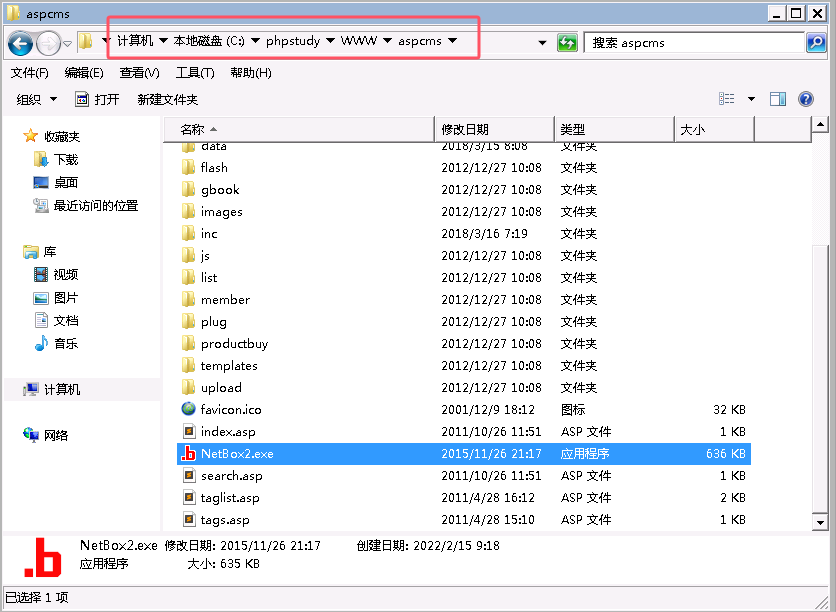 aspcms
计算机 本地磁盘 (C:) phpstudy WWW aspcms 搜索 aspcms
文件(F) 编辑(E) 查看(V) 工具(T) 帮助(H)
组织 打开 新建文件夹
收藏夹
下载
桌面
最近访问的位置
库
视频
图片
文档
音乐
计算机
网络
名称 修改日期 类型 大小
data 2018/3/15 8:08 文件夹
flash 2012/12/27 10:08 文件夹
gbook 2012/12/27 10:08 文件夹
images 2012/12/27 10:08 文件夹
inc 2018/3/16 7:19 文件夹
js 2012/12/27 10:08 文件夹
list 2012/12/27 10:08 文件夹
member 2012/12/27 10:08 文件夹
plug 2012/12/27 10:08 文件夹
productbuy 2012/12/27 10:08 文件夹
templates 2012/12/27 10:08 文件夹
upload 2012/12/27 10:08 文件夹
favicon.ico 2001/12/9 18:12 图标 32 KB
index.asp 2011/10/26 11:51 ASP 文件 1 KB
NetBox2.exe 2015/11/26 21:17 应用程序 636 KB
search.asp 2011/10/26 11:51 ASP 文件 1 KB
taglist.asp 2011/4/28 16:12 ASP 文件 2 KB
tags.asp 2011/4/28 15:10 ASP 文件 1 KB
.b
NetBox2.exe 修改日期: 2015/11/26 21:17 创建日期: 2022/2/15 9:18
应用程序 大小: 635 KB
已选择 1 项